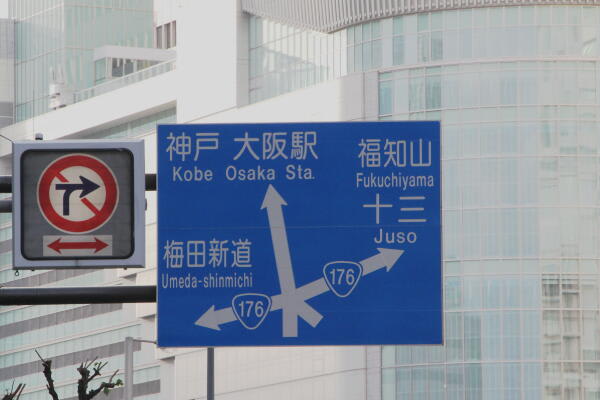 神戸 大阪駅
Kobe Osaka Sta.
福知山
Fukuchiyama
十三
Juso
梅田新道
Umeda-shinmichi
176
176